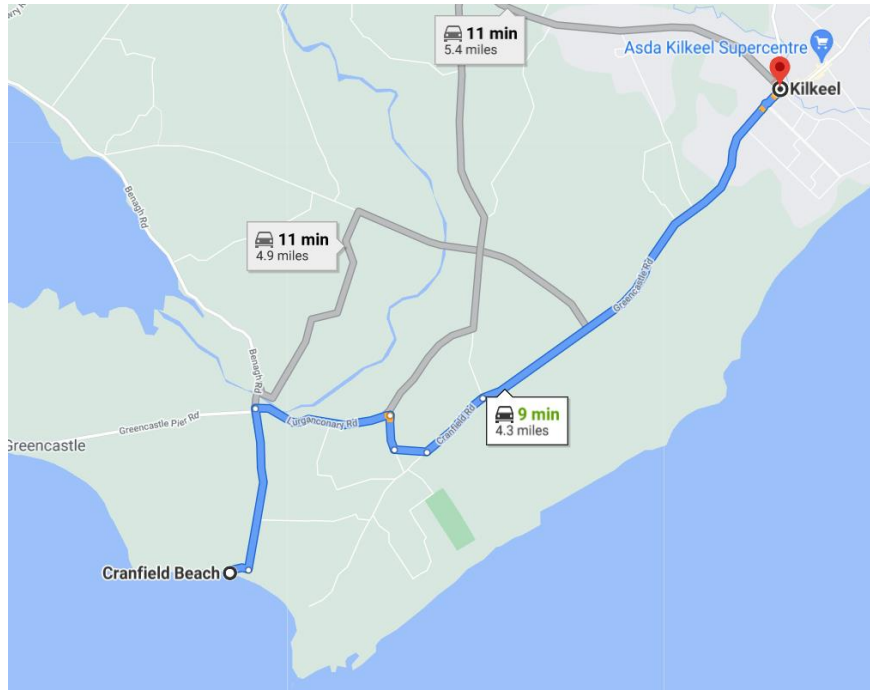 11 min
5.4 miles
Asda Kilkeel Supercentre
Kilkeel
Benagh Rd
11 min
4.9 miles
Greencastle Rd
Benagh Rd
9 min
4.3 miles
Greencastle Pier Rd
Lurganconary Rd
Cranfield Rd
Greencastle
Cranfield Beach